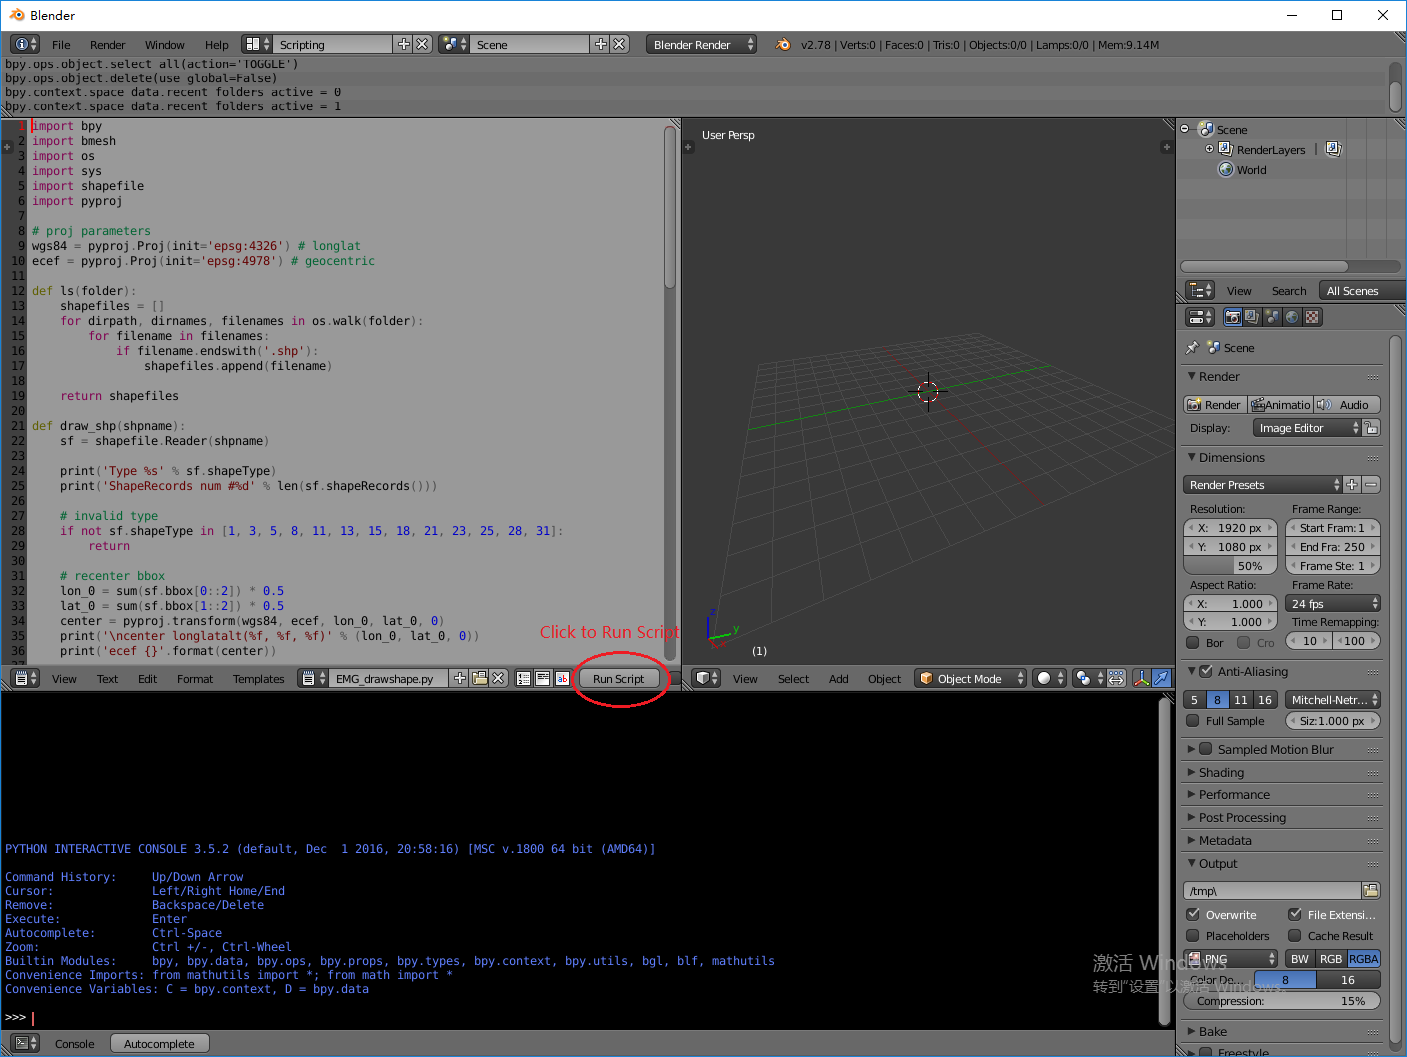 Blender
File Render Window Help Scripting Scene Blender Render v2.78 | Verts:0 | Faces:0 | Tris:0 | Objects:0/0 | Lamps:0/0 | Mem:9.14M
bpy.ops.object.select_all(action='TOGGLE')
bpy.ops.object.delete(use_global=False)
bpy.context.space_data.recent_folders_active = 0
bpy.context.space_data.recent_folders_active = 1
1 import bpy
2 import bmesh
3 import os
4 import sys
5 import shapefile
6 import pyproj
7
8 # proj parameters
9 wgs84 = pyproj.Proj(init='epsg:4326') # longlat
10 ecef = pyproj.Proj(init='epsg:4978') # geocentric
11
12 def ls(folder):
13     shapefiles = []
14     for dirpath, dirnames, filenames in os.walk(folder):
15         for filename in filenames:
16             if filename.endswith('.shp'):
17                 shapefiles.append(filename)
18
19     return shapefiles
20
21 def draw_shp(shpname):
22     sf = shapefile.Reader(shpname)
23
24     print('Type %s' % sf.shapeType)
25     print('ShapeRecords num #%d' % len(sf.shapeRecords()))
26
27     # invalid type
28     if not sf.shapeType in [1, 3, 5, 8, 11, 13, 15, 18, 21, 23, 25, 28, 31]:
29         return
30
31     # recenter bbox
32     lon_0 = sum(sf.bbox[0::2]) * 0.5
33     lat_0 = sum(sf.bbox[1::2]) * 0.5
34     center = pyproj.transform(wgs84, ecef, lon_0, lat_0, 0)
35     print('\ncenter longlatalt(%f, %f, %f)' % (lon_0, lat_0, 0))
36     print('ecef {}'.format(center))
Click to Run Script
View Text Edit Format Templates EMG_drawshape.py Run Script
User Persp
z
y
(1)
View Select Add Object Object Mode
Scene
RenderLayers |
World
View Search All Scenes
Scene
Render
Render Animatio Audio
Display: Image Editor
Dimensions
Render Presets
Resolution: Frame Range:
X: 1920 px Start Fram: 1
Y: 1080 px End Fra: 250
50% Frame Ste: 1
Aspect Ratio: Frame Rate:
X: 1.000 24 fps
Y: 1.000 Time Remapping:
Bor Cro 10 100
Anti-Aliasing
5 8 11 16 Mitchell-Netr...
Full Sample Siz:1.000 px
Sampled Motion Blur
Shading
Performance
Post Processing
Metadata
Output
/tmp\
Overwrite File Extensi...
Placeholders Cache Result
PNG BW RGB RGBA
Color De... 8 16
Compression: 15%
Bake
Freestyle
激活 Windows
转到"设置"以激活 Windows。
PYTHON INTERACTIVE CONSOLE 3.5.2 (default, Dec  1 2016, 20:58:16) [MSC v.1800 64 bit (AMD64)]
Command History:     Up/Down Arrow
Cursor:              Left/Right Home/End
Remove:              Backspace/Delete
Execute:             Enter
Autocomplete:        Ctrl-Space
Zoom:                Ctrl +/-, Ctrl-Wheel
Builtin Modules:     bpy, bpy.data, bpy.ops, bpy.props, bpy.types, bpy.context, bpy.utils, bgl, blf, mathutils
Convenience Imports: from mathutils import *; from math import *
Convenience Variables: C = bpy.context, D = bpy.data
>>>
Console Autocomplete